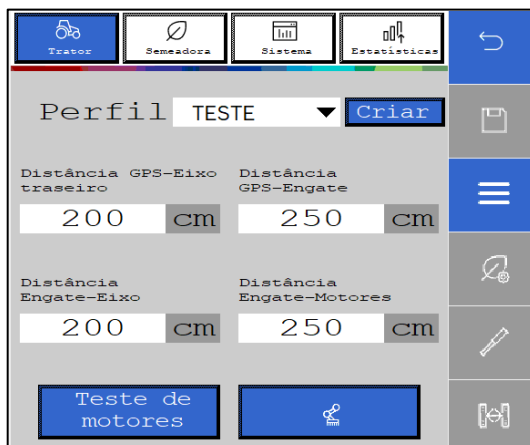 Trator
Semeadora
Sistema
Estatísticas
Perfil TESTE Criar
Distância GPS-Eixo
traseiro
Distância
GPS-Engate
200 cm
250 cm
Distância
Engate-Eixo
Distância
Engate-Motores
200 cm
250 cm
Teste de
motores